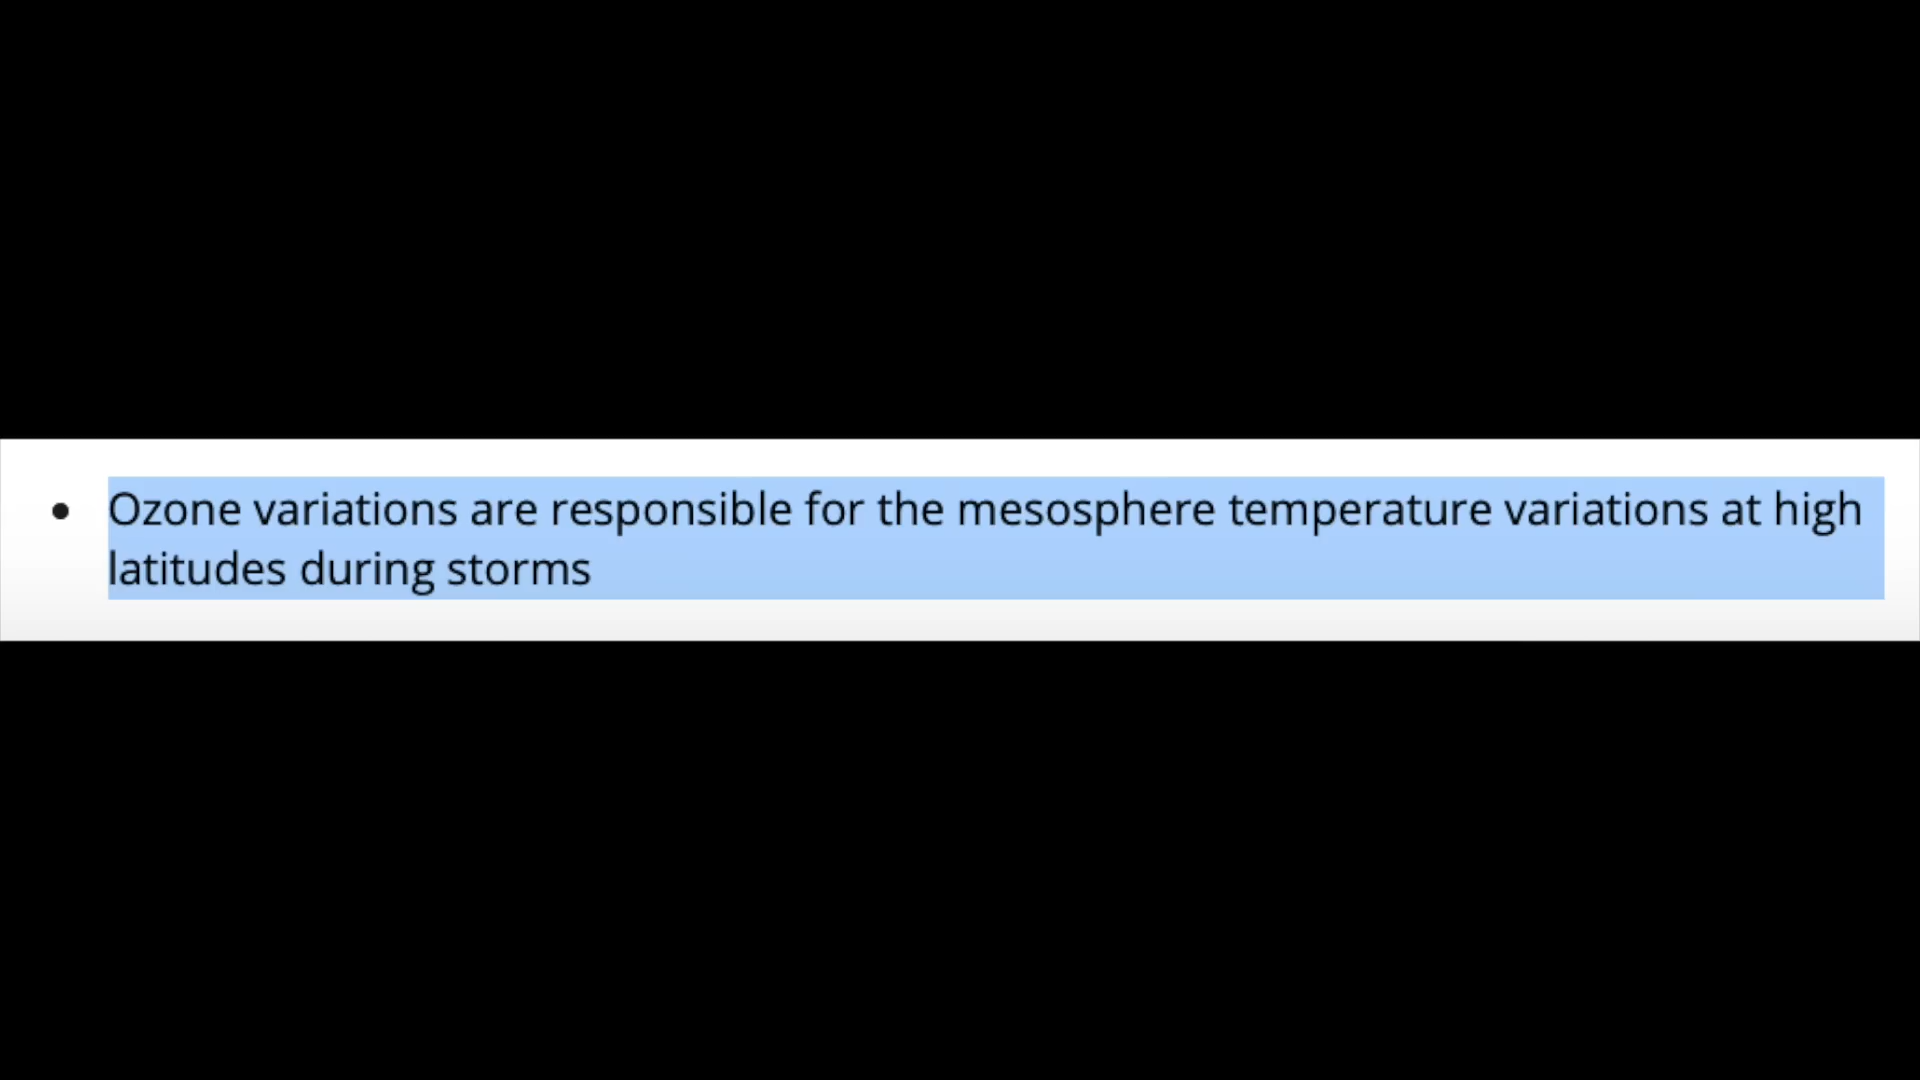 • Ozone variations are responsible for the mesosphere temperature variations at high
latitudes during storms